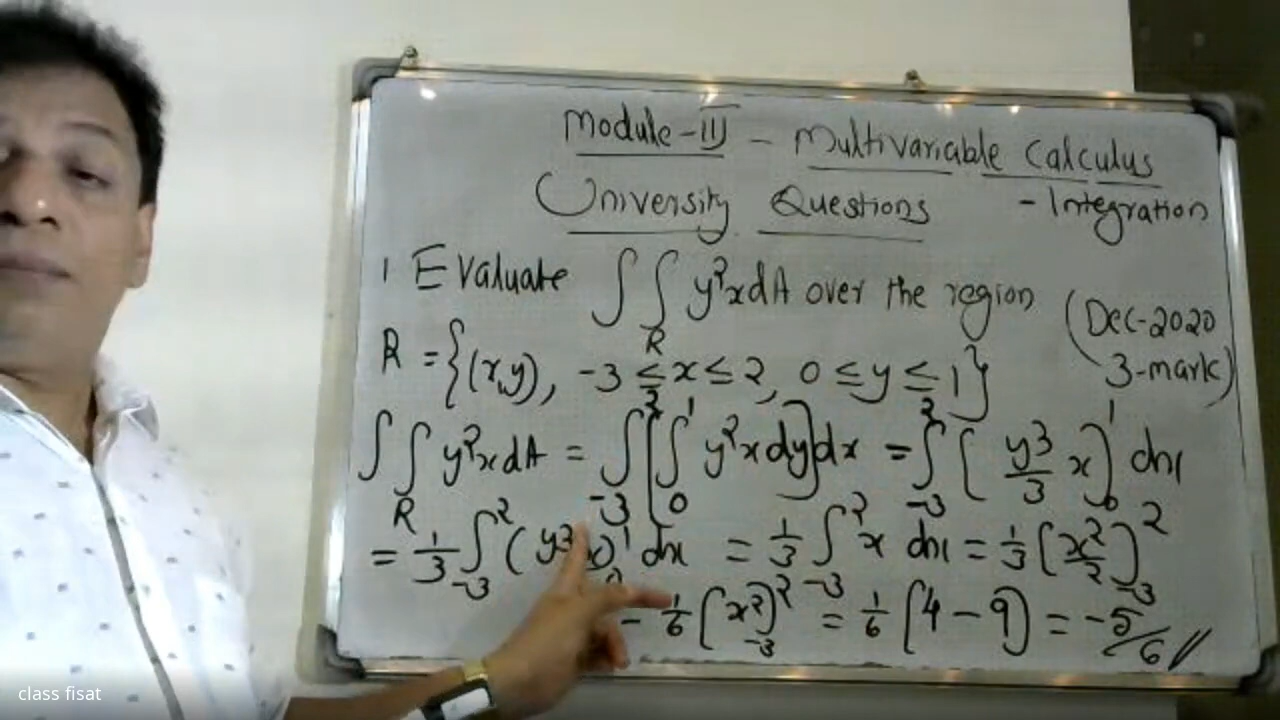 Module-III - Multivariable Calculus
University Questions - Integration
1 Evaluate ∫∫_R y²x dA over the region (Dec-2020
R = {(x,y), -3 ≤ x ≤ 2, 0 ≤ y ≤ 1} 3-mark)
∫∫_R y²x dA = ∫_{-3}^{2} [∫_0^1 y²x dy] dx = ∫_{-3}^{2} [y³/3 x]_0^1 dx
= 1/3 ∫_{-3}^{2} (y³x)_0^1 dx = 1/3 ∫_{-3}^{2} x dx = 1/3 [x²/2]_{-3}^{2}
= 1/6 [x²]_{-3}^{2} = 1/6 [4 - 9] = -5/6 //
class fisat